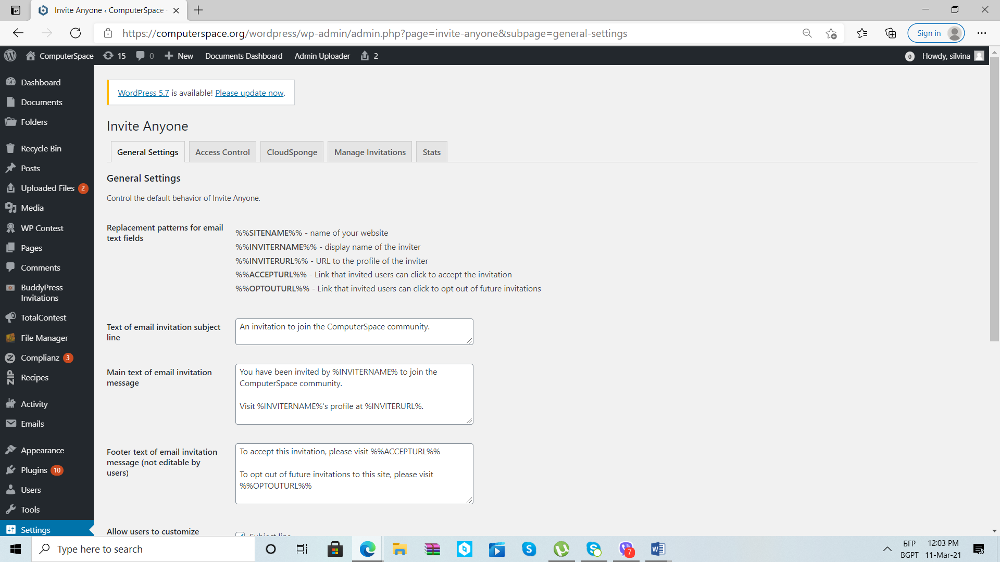 Invite Anyone ‹ ComputerSpace
https://computerspace.org/wordpress/wp-admin/admin.php?page=invite-anyone&subpage=general-settings
Sign in
ComputerSpace 15 0 New Documents Dashboard Admin Uploader 2
0 Howdy, silvina
Dashboard
Documents
Folders
Recycle Bin
Posts
Uploaded Files 2
Media
WP Contest
Pages
Comments
BuddyPress
Invitations
TotalContest
File Manager
Complianz 3
Recipes
Activity
Emails
Appearance
Plugins 10
Users
Tools
Settings
WordPress 5.7 is available! Please update now.
Invite Anyone
General Settings Access Control CloudSponge Manage Invitations Stats
General Settings
Control the default behavior of Invite Anyone.
Replacement patterns for email
text fields
%%SITENAME%% - name of your website
%%INVITERNAME%% - display name of the inviter
%%INVITERURL%% - URL to the profile of the inviter
%%ACCEPTURL%% - Link that invited users can click to accept the invitation
%%OPTOUTURL%% - Link that invited users can click to opt out of future invitations
Text of email invitation subject
line
An invitation to join the ComputerSpace community.
Main text of email invitation
message
You have been invited by %INVITERNAME% to join the
ComputerSpace community.
Visit %INVITERNAME%'s profile at %INVITERURL%.
Footer text of email invitation
message (not editable by
users)
To accept this invitation, please visit %%ACCEPTURL%%
To opt out of future invitations to this site, please visit
%%OPTOUTURL%%
Allow users to customize
Subject line
Type here to search
7
БГР
BGPT
12:03 PM
11-Mar-21